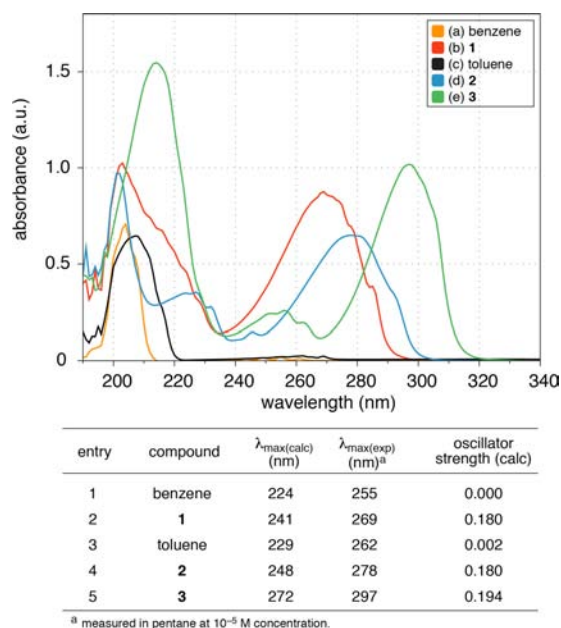 (a) benzene
(b) 1
(c) toluene
(d) 2
(e) 3
absorbance (a.u.)
1.5
1.0
0.5
0
200 220 240 260 280 300 320 340
wavelength (nm)
entry compound λmax(calc) (nm) λmax(exp) (nm)a oscillator strength (calc)
1 benzene 224 255 0.000
2 1 241 269 0.180
3 toluene 229 262 0.002
4 2 248 278 0.180
5 3 272 297 0.194
a measured in pentane at 10⁻⁵ M concentration.